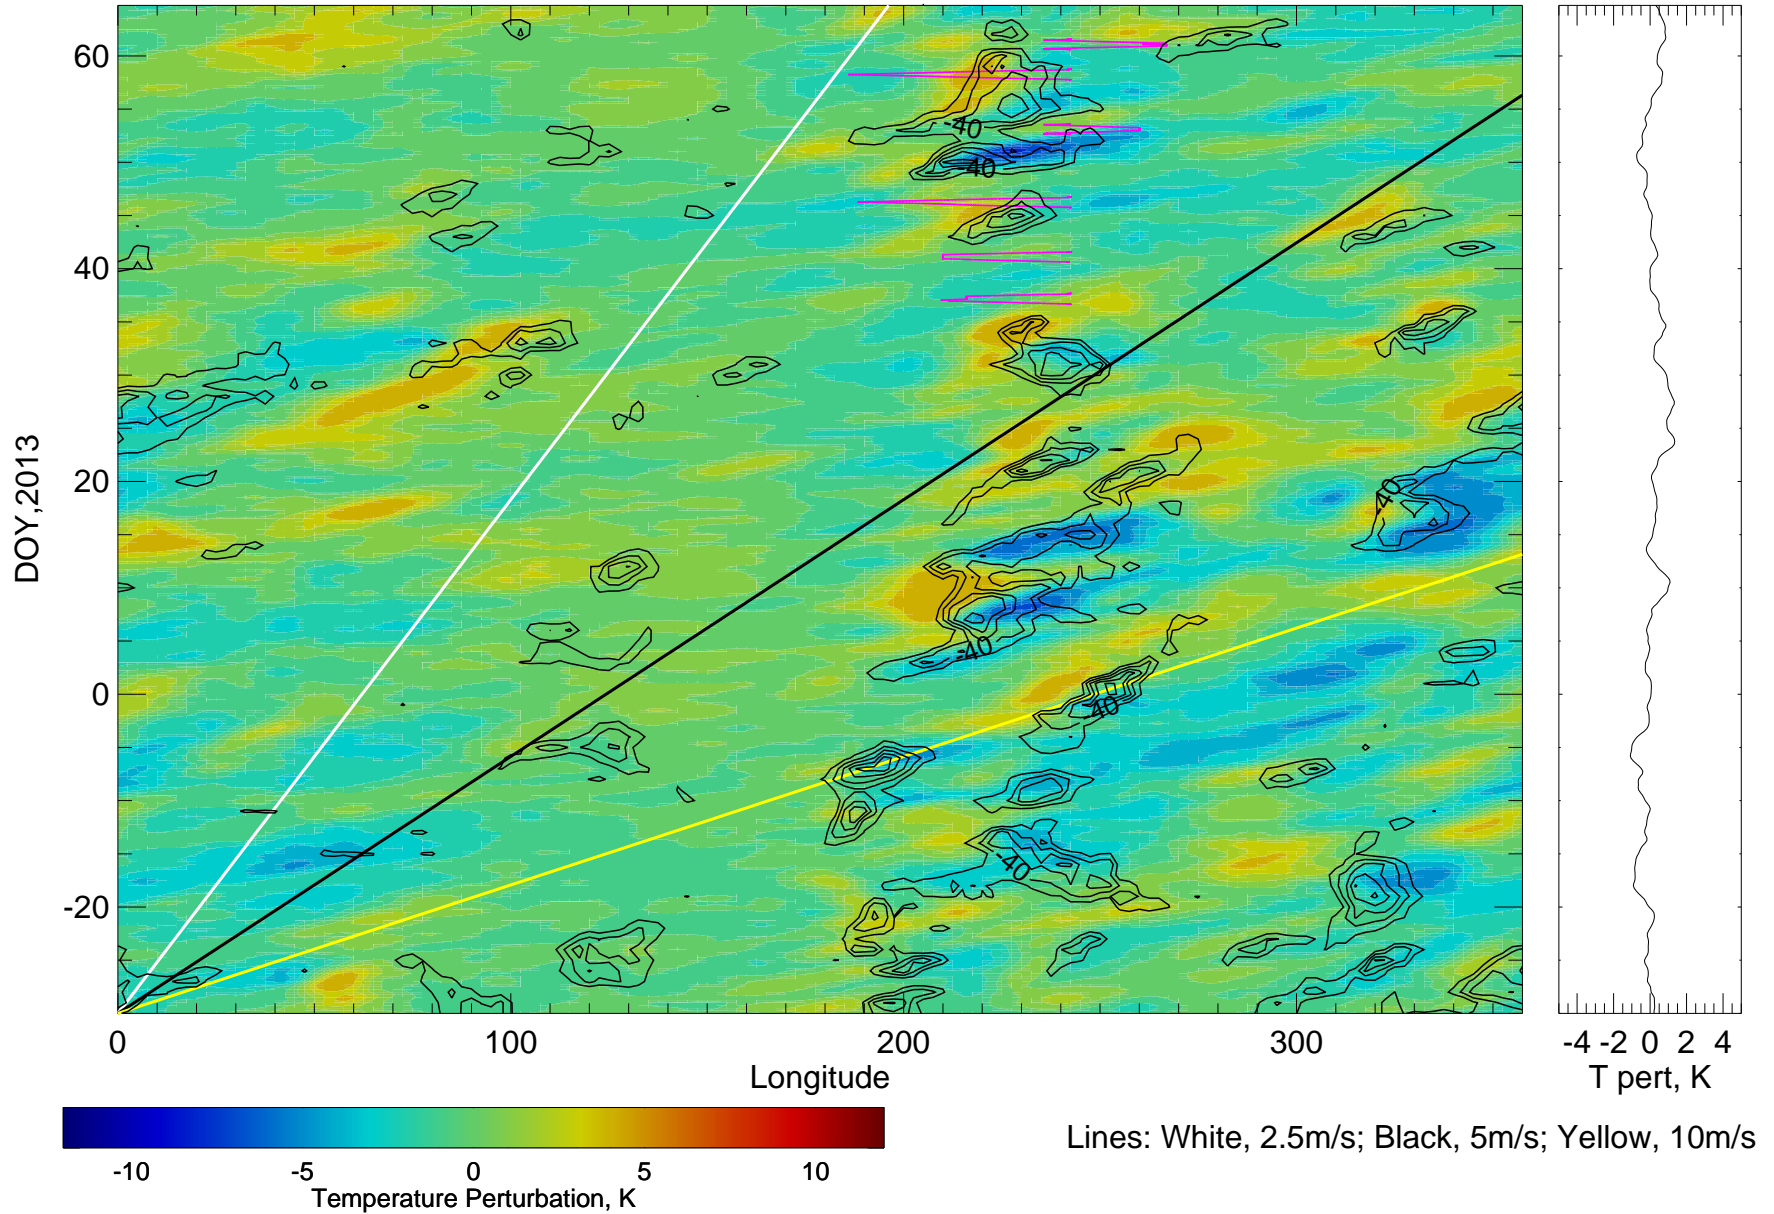 60
40
20
0
-20
DOY,2013
-40
-40
-40
-40
-40
-40
0 100 200 300
Longitude
-4 -2 0 2 4
T pert, K
-10 -5 0 5 10
Temperature Perturbation, K
Lines: White, 2.5m/s; Black, 5m/s; Yellow, 10m/s